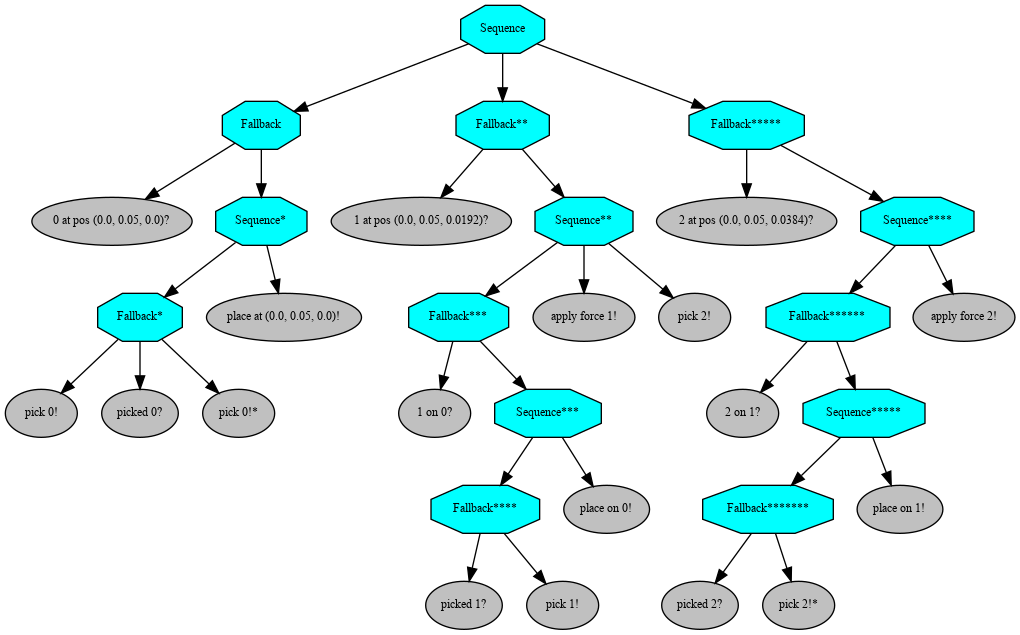 Sequence
Fallback
Fallback**
Fallback*****
0 at pos (0.0, 0.05, 0.0)?
Sequence*
1 at pos (0.0, 0.05, 0.0192)?
Sequence**
2 at pos (0.0, 0.05, 0.0384)?
Sequence****
Fallback*
place at (0.0, 0.05, 0.0)!
Fallback***
apply force 1!
pick 2!
Fallback******
apply force 2!
pick 0!
picked 0?
pick 0!*
1 on 0?
Sequence***
2 on 1?
Sequence*****
Fallback****
place on 0!
Fallback*******
place on 1!
picked 1?
pick 1!
picked 2?
pick 2!*